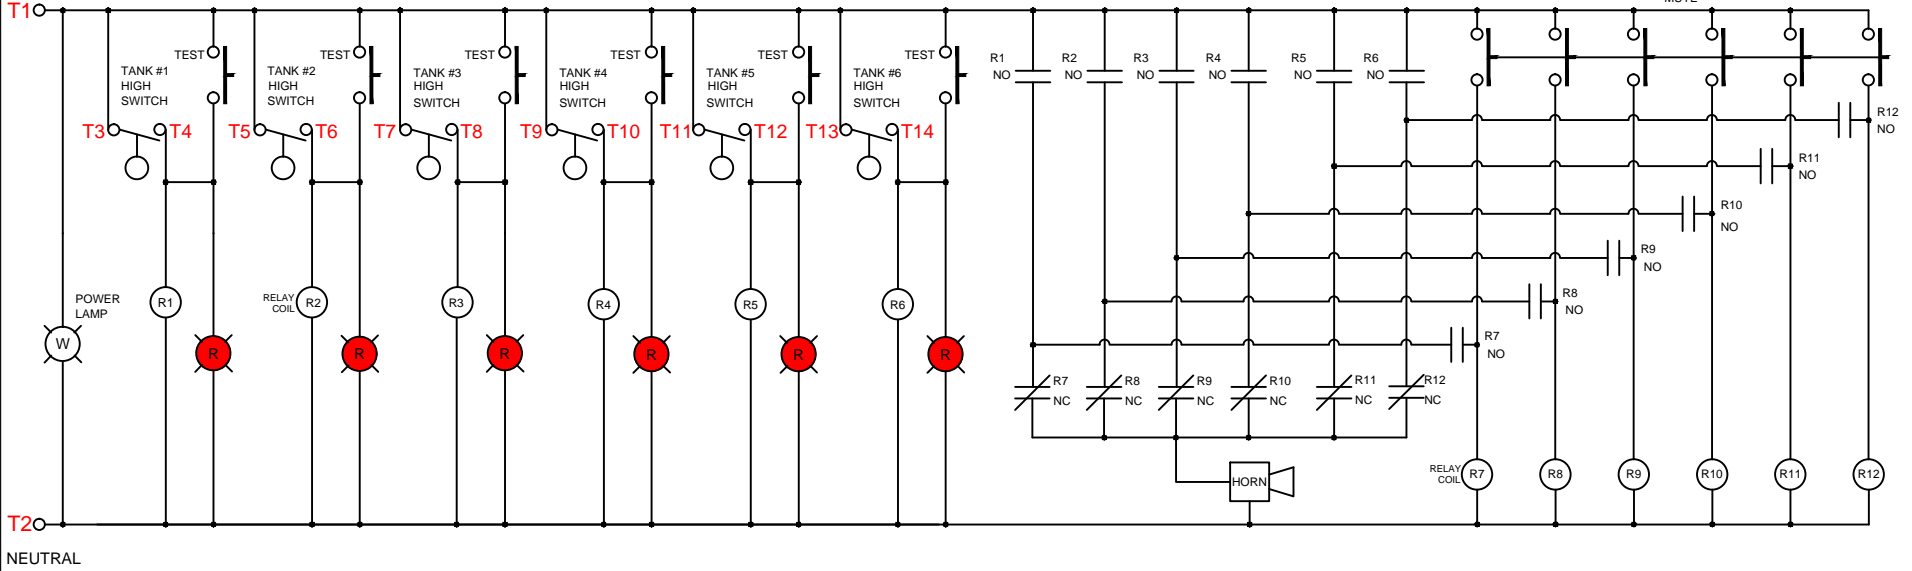 MUTE
T1
TEST
TANK #1
HIGH
SWITCH
T3
T4
TEST
TANK #2
HIGH
SWITCH
T5
T6
TEST
TANK #3
HIGH
SWITCH
T7
T8
TEST
TANK #4
HIGH
SWITCH
T9
T10
TEST
TANK #5
HIGH
SWITCH
T11
T12
TEST
TANK #6
HIGH
SWITCH
T13
T14
R1
NO
R2
NO
R3
NO
R4
NO
R5
NO
R6
NO
R12
NO
R11
NO
R10
NO
R9
NO
R8
NO
R7
NO
POWER
LAMP
W
R1
R
RELAY
COIL
R2
R
R3
R
R4
R
R5
R
R6
R
R7
NC
R8
NC
R9
NC
R10
NC
R11
NC
R12
NC
HORN
RELAY
COIL
R7
R8
R9
R10
R11
R12
T2
NEUTRAL